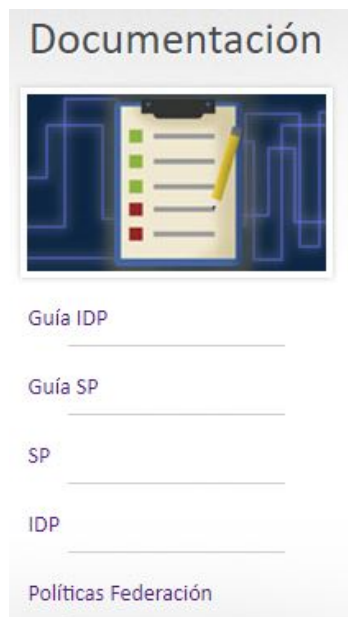 Documentación
Guía IDP
Guía SP
SP
IDP
Políticas Federación